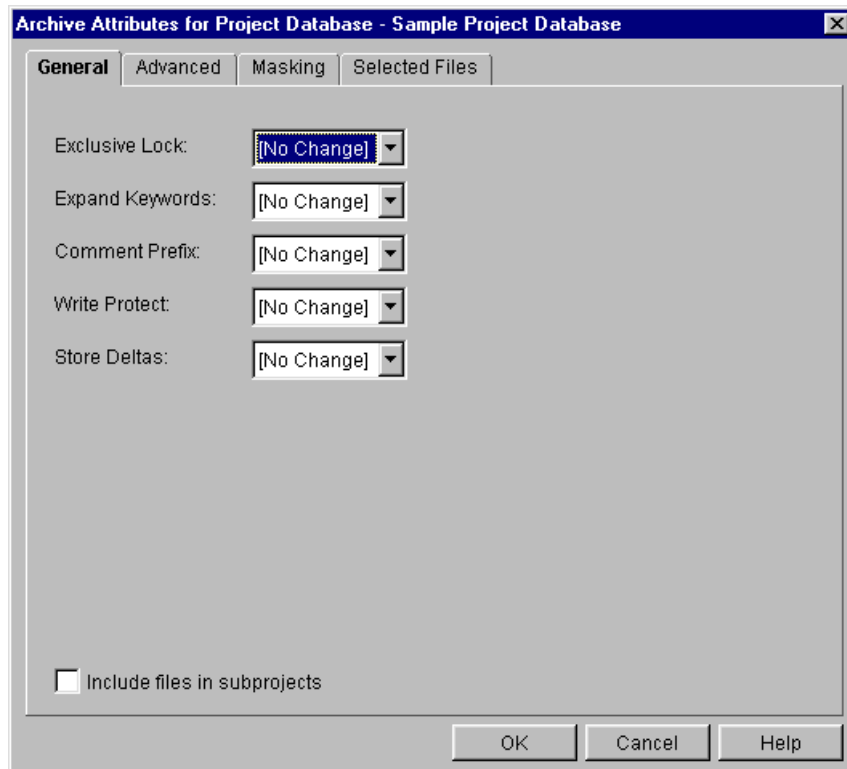 Archive Attributes for Project Database - Sample Project Database
General Advanced Masking Selected Files
Exclusive Lock: [No Change]
Expand Keywords: [No Change]
Comment Prefix: [No Change]
Write Protect: [No Change]
Store Deltas: [No Change]
Include files in subprojects
OK Cancel Help